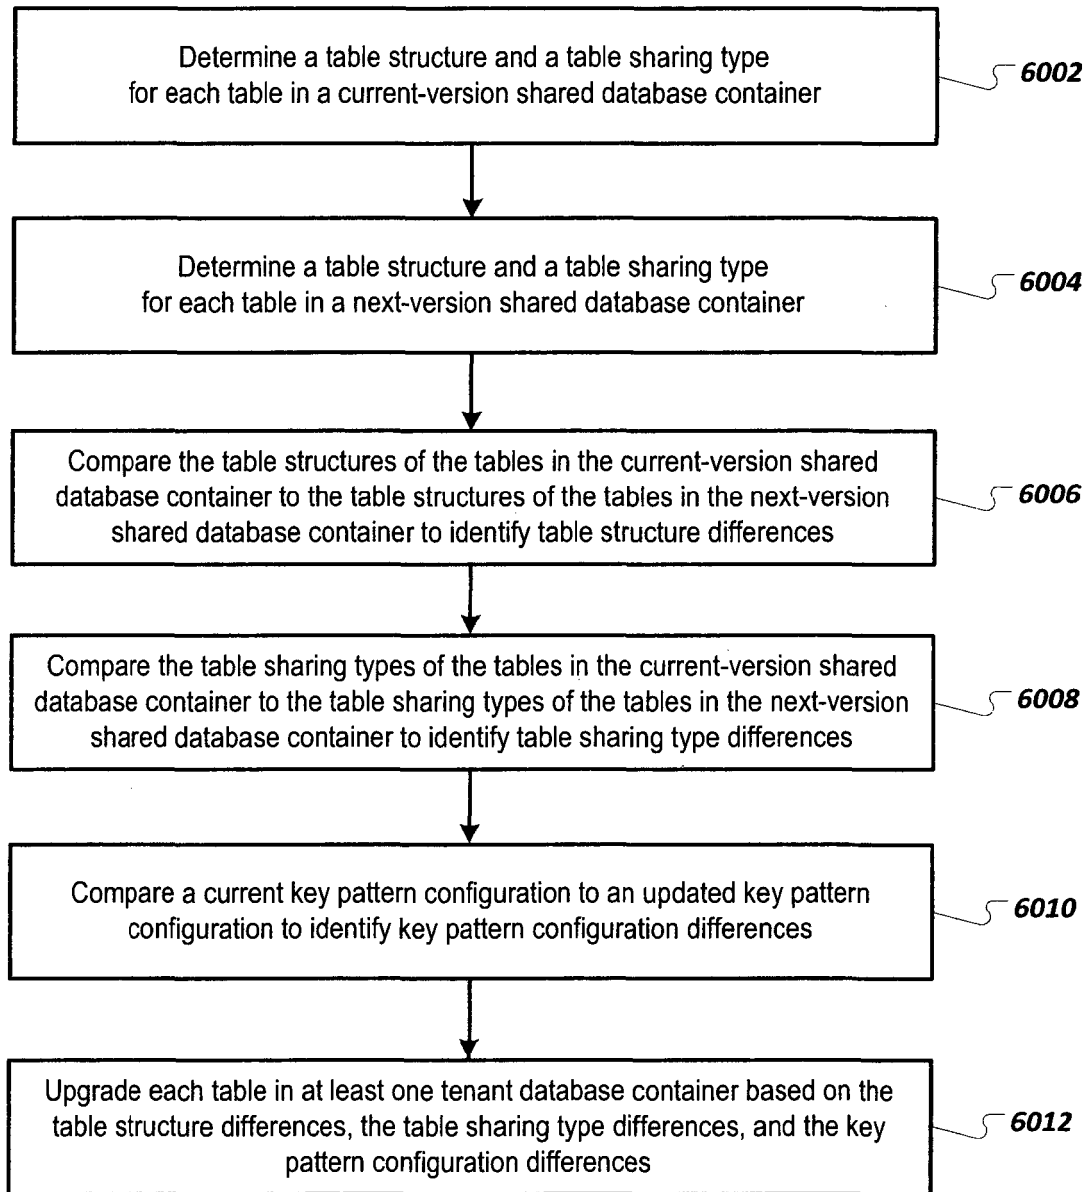 Determine a table structure and a table sharing type
for each table in a current-version shared database container
6002
Determine a table structure and a table sharing type
for each table in a next-version shared database container
6004
Compare the table structures of the tables in the current-version shared
database container to the table structures of the tables in the next-version
shared database container to identify table structure differences
6006
Compare the table sharing types of the tables in the current-version shared
database container to the table sharing types of the tables in the next-version
shared database container to identify table sharing type differences
6008
Compare a current key pattern configuration to an updated key pattern
configuration to identify key pattern configuration differences
6010
Upgrade each table in at least one tenant database container based on the
table structure differences, the table sharing type differences, and the key
pattern configuration differences
6012